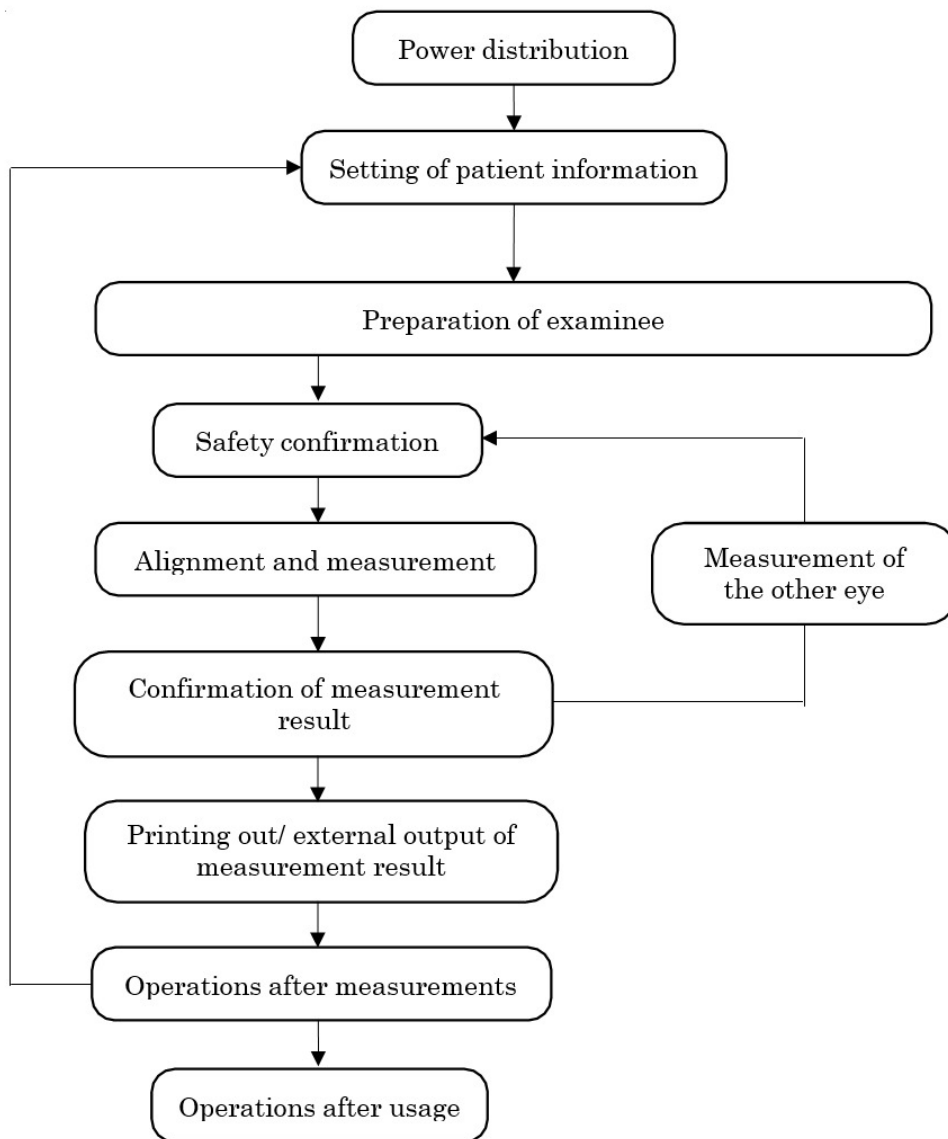 Power distribution
Setting of patient information
Preparation of examinee
Safety confirmation
Alignment and measurement
Measurement of
the other eye
Confirmation of measurement
result
Printing out/ external output of
measurement result
Operations after measurements
Operations after usage